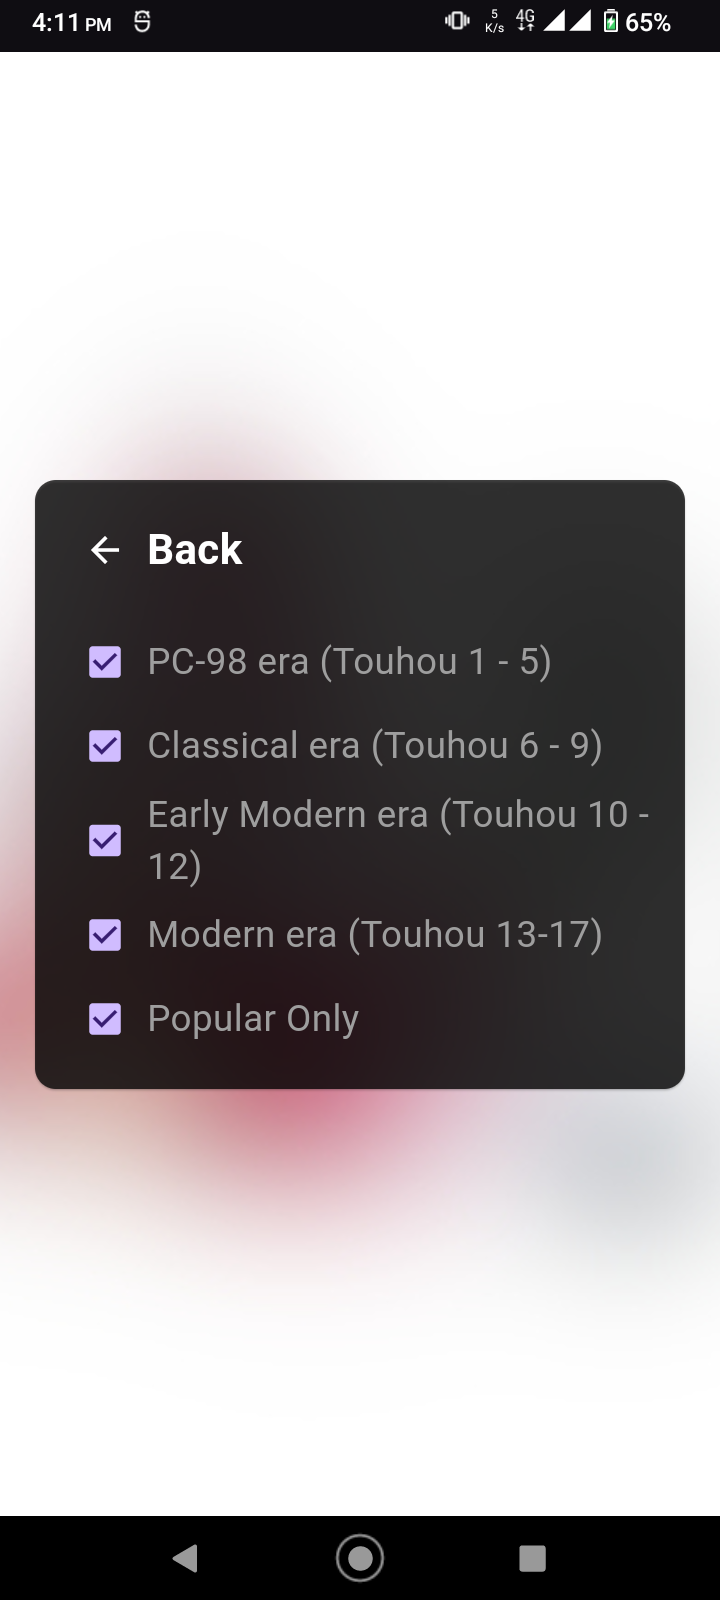 4:11 PM
5
K/s
4G
65%
Back
PC-98 era (Touhou 1 - 5)
Classical era (Touhou 6 - 9)
Early Modern era (Touhou 10 -
12)
Modern era (Touhou 13-17)
Popular Only